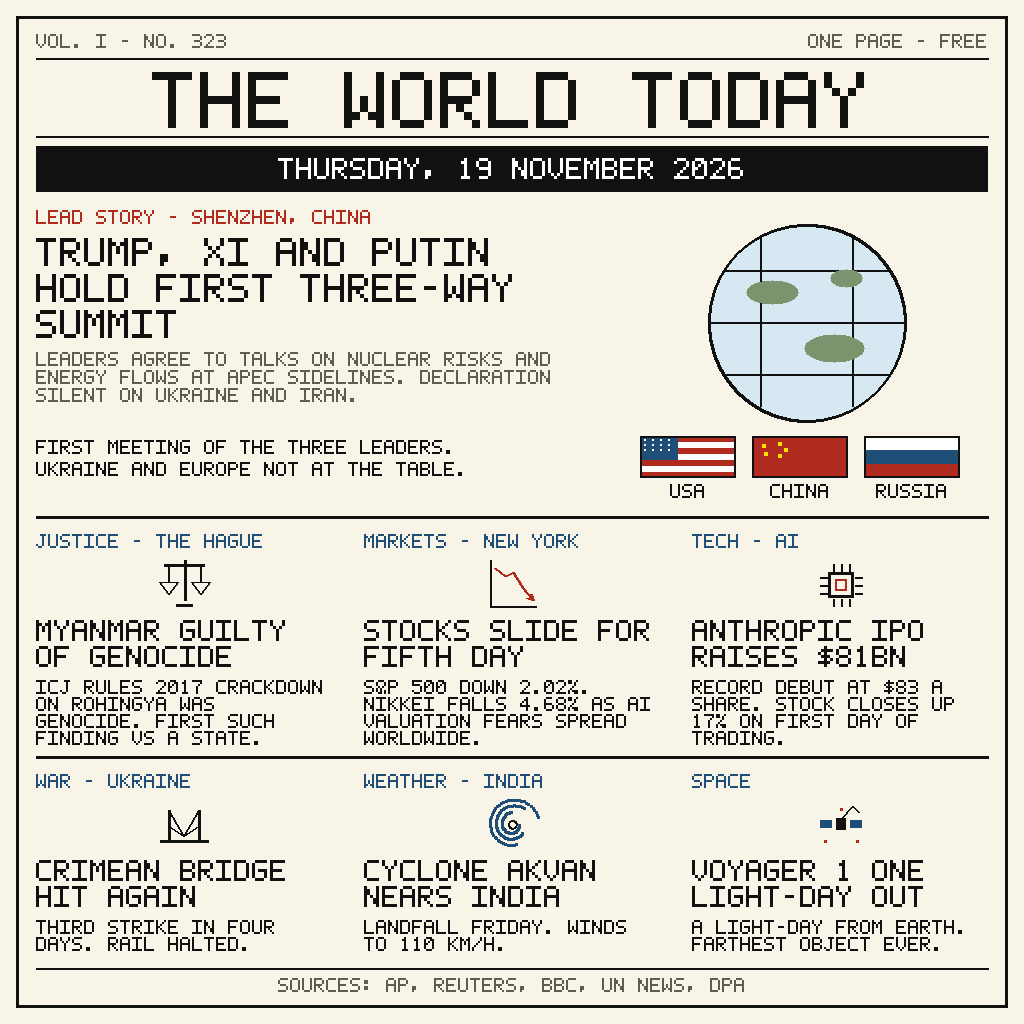 VOL. I - NO. 323
ONE PAGE - FREE
THE WORLD TODAY
THURSDAY, 19 NOVEMBER 2026
LEAD STORY - SHENZHEN, CHINA
TRUMP, XI AND PUTIN
HOLD FIRST THREE-WAY
SUMMIT
LEADERS AGREE TO TALKS ON NUCLEAR RISKS AND
ENERGY FLOWS AT APEC SIDELINES. DECLARATION
SILENT ON UKRAINE AND IRAN.
FIRST MEETING OF THE THREE LEADERS.
UKRAINE AND EUROPE NOT AT THE TABLE.
USA
CHINA
RUSSIA
JUSTICE - THE HAGUE
MYANMAR GUILTY
OF GENOCIDE
ICJ RULES 2017 CRACKDOWN
ON ROHINGYA WAS
GENOCIDE. FIRST SUCH
FINDING VS A STATE.
MARKETS - NEW YORK
STOCKS SLIDE FOR
FIFTH DAY
S&P 500 DOWN 2.02%.
NIKKEI FALLS 4.68% AS AI
VALUATION FEARS SPREAD
WORLDWIDE.
TECH - AI
ANTHROPIC IPO
RAISES $81BN
RECORD DEBUT AT $83 A
SHARE. STOCK CLOSES UP
17% ON FIRST DAY OF
TRADING.
WAR - UKRAINE
CRIMEAN BRIDGE
HIT AGAIN
THIRD STRIKE IN FOUR
DAYS. RAIL HALTED.
WEATHER - INDIA
CYCLONE AKVAN
NEARS INDIA
LANDFALL FRIDAY. WINDS
TO 110 KM/H.
SPACE
VOYAGER 1 ONE
LIGHT-DAY OUT
A LIGHT-DAY FROM EARTH.
FARTHEST OBJECT EVER.
SOURCES: AP, REUTERS, BBC, UN NEWS, DPA